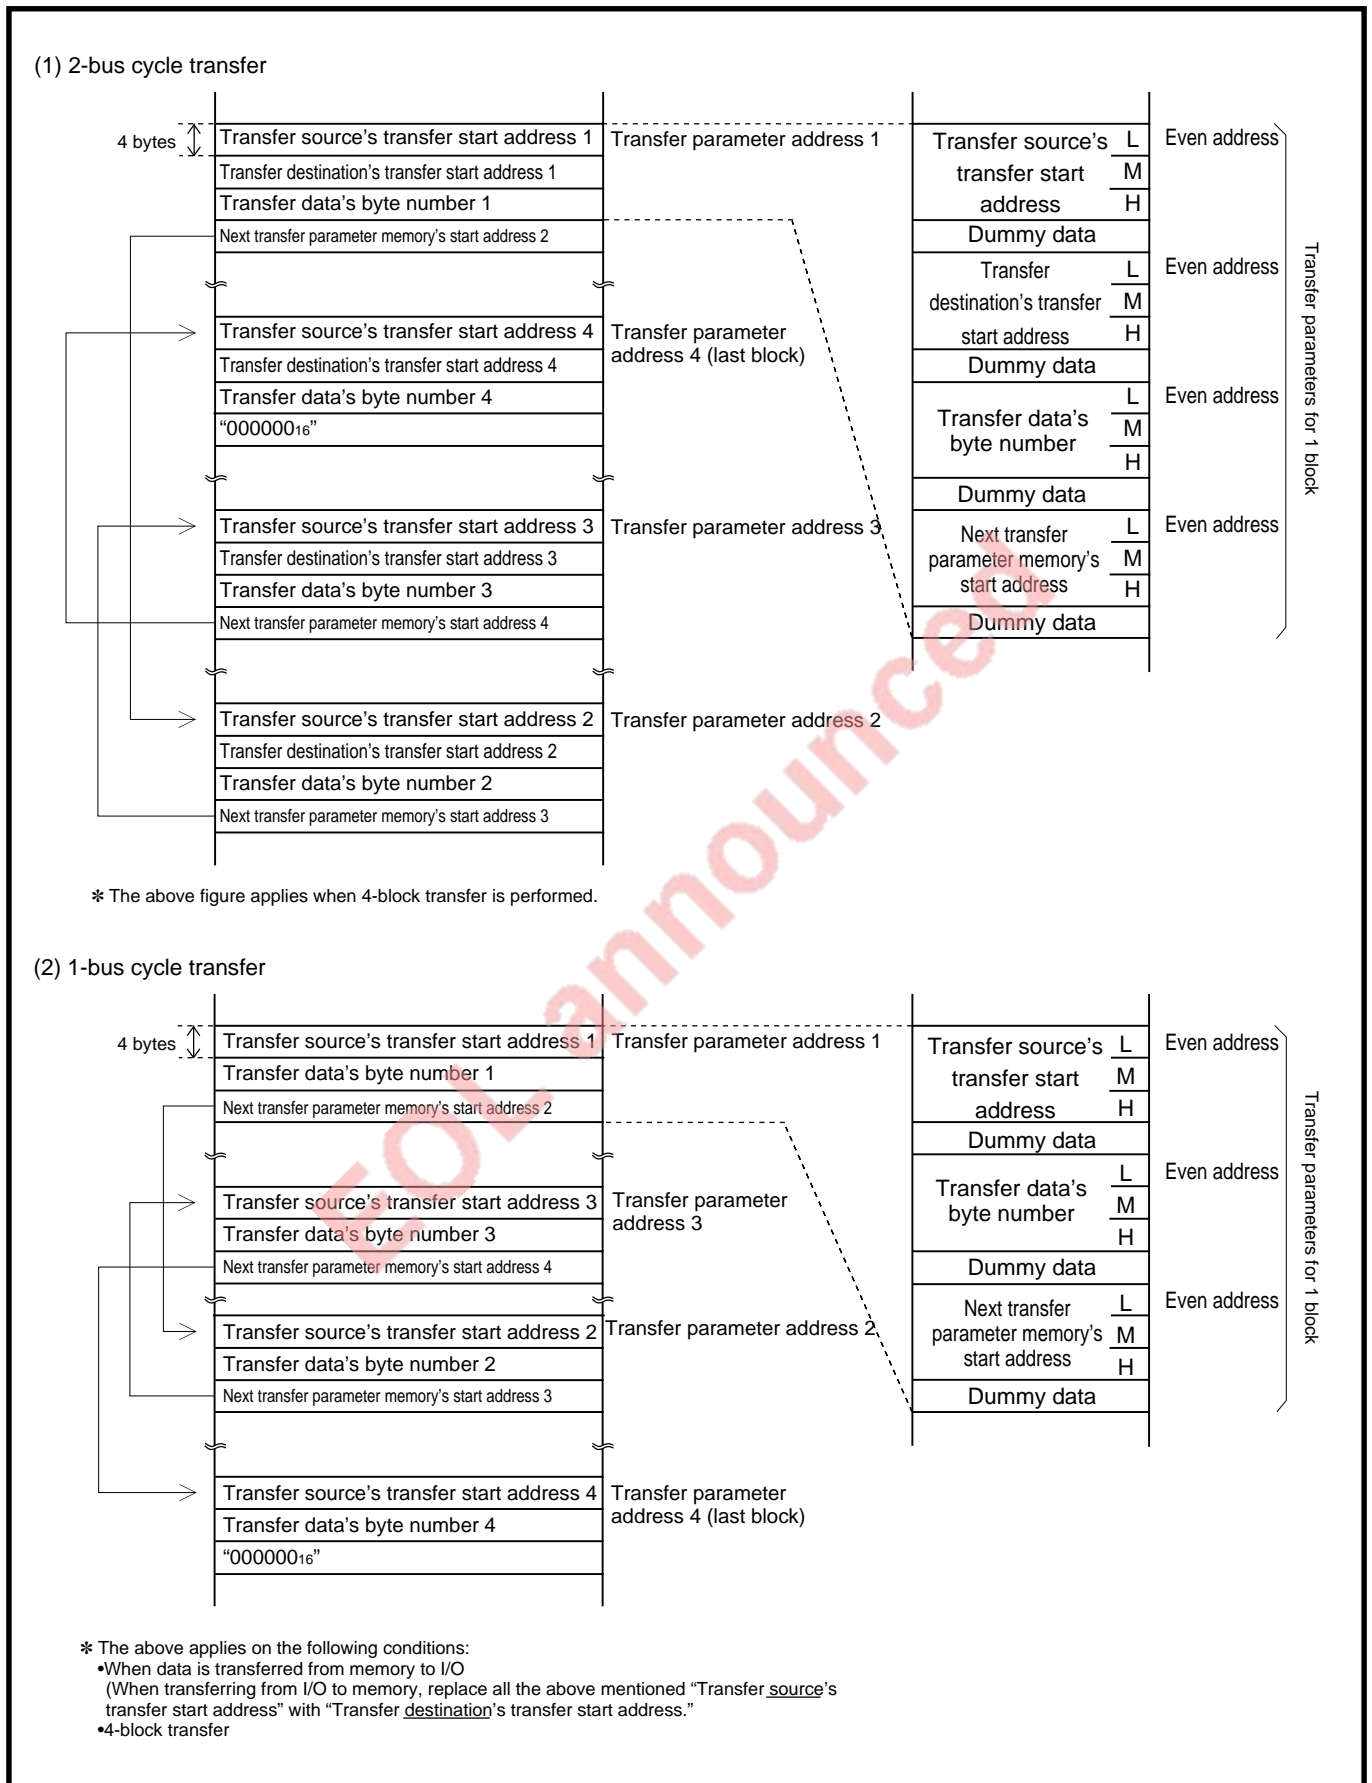 (1) 2-bus cycle transfer
4 bytes
Transfer source's transfer start address 1
Transfer destination's transfer start address 1
Transfer data's byte number 1
Next transfer parameter memory's start address 2
Transfer source's transfer start address 4
Transfer destination's transfer start address 4
Transfer data's byte number 4
“000000₁₆”
Transfer source's transfer start address 3
Transfer destination's transfer start address 3
Transfer data's byte number 3
Next transfer parameter memory's start address 4
Transfer source's transfer start address 2
Transfer destination's transfer start address 2
Transfer data's byte number 2
Next transfer parameter memory's start address 3
Transfer parameter address 1
Transfer parameter
address 4 (last block)
Transfer parameter address 3
Transfer parameter address 2
Transfer source's L
transfer start M
address H
Dummy data
Transfer L
destination's transfer M
start address H
Dummy data
L
Transfer data's M
byte number
H
Dummy data
Next transfer L
parameter memory's M
start address H
Dummy data
Even address
Even address
Even address
Even address
Transfer parameters for 1 block
✽ The above figure applies when 4-block transfer is performed.
(2) 1-bus cycle transfer
4 bytes
Transfer source's transfer start address 1
Transfer data's byte number 1
Next transfer parameter memory's start address 2
Transfer source's transfer start address 3
Transfer data's byte number 3
Next transfer parameter memory's start address 4
Transfer source's transfer start address 2
Transfer data's byte number 2
Next transfer parameter memory's start address 3
Transfer source's transfer start address 4
Transfer data's byte number 4
“000000₁₆”
Transfer parameter address 1
Transfer parameter
address 3
Transfer parameter address 2
Transfer parameter
address 4 (last block)
Transfer source's L
transfer start M
address H
Dummy data
L
Transfer data's M
byte number
H
Dummy data
Next transfer L
parameter memory's M
start address H
Dummy data
Even address
Even address
Even address
Transfer parameters for 1 block
✽ The above applies on the following conditions:
•When data is transferred from memory to I/O
(When transferring from I/O to memory, replace all the above mentioned “Transfer source's
transfer start address” with “Transfer destination's transfer start address.”
•4-block transfer
EOL announced